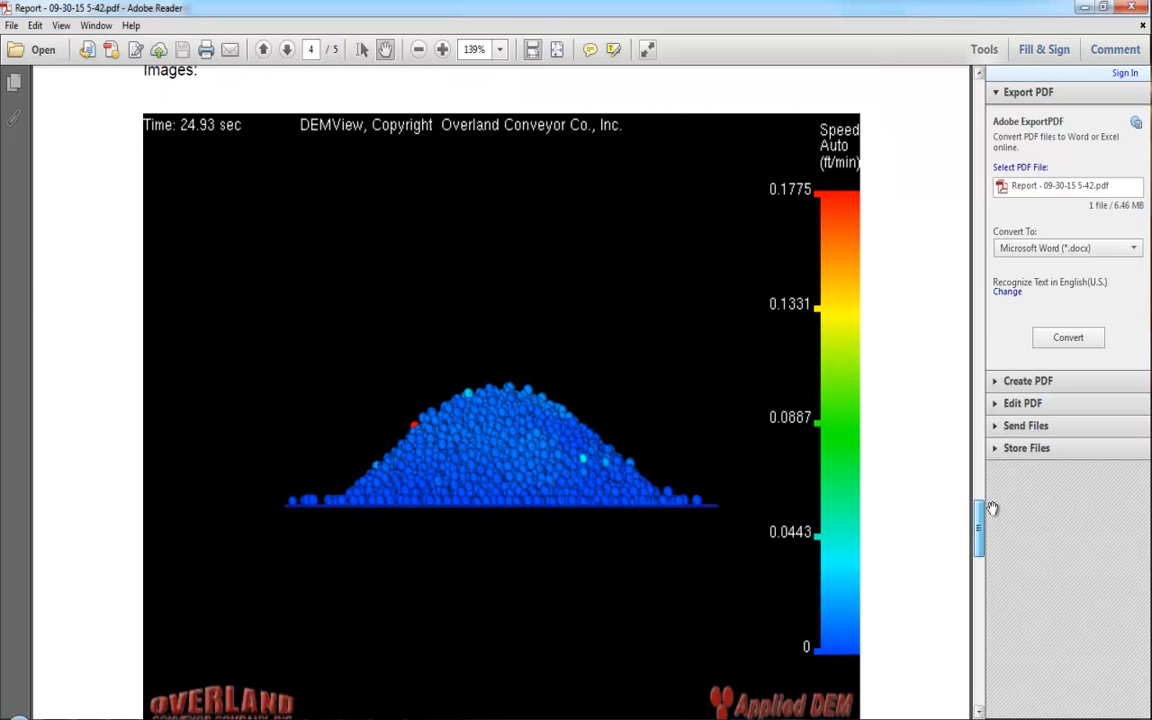 Report - 09-30-15 5-42.pdf - Adobe Reader
File Edit View Window Help
Open 4 / 5 139% Tools Fill & Sign Comment
Sign In
Images:
Time: 24.93 sec
DEMView, Copyright Overland Conveyor Co., Inc.
Speed
Auto
(ft/min)
0.1775
0.1331
0.0887
0.0443
0
OVERLAND
CONVEYOR COMPANY, INC.
Applied DEM
Export PDF
Adobe ExportPDF
Convert PDF files to Word or Excel
online.
Select PDF File:
Report - 09-30-15 5-42.pdf
1 file / 6.46 MB
Convert To:
Microsoft Word (*.docx)
Recognize Text in English(U.S.)
Change
Convert
Create PDF
Edit PDF
Send Files
Store Files